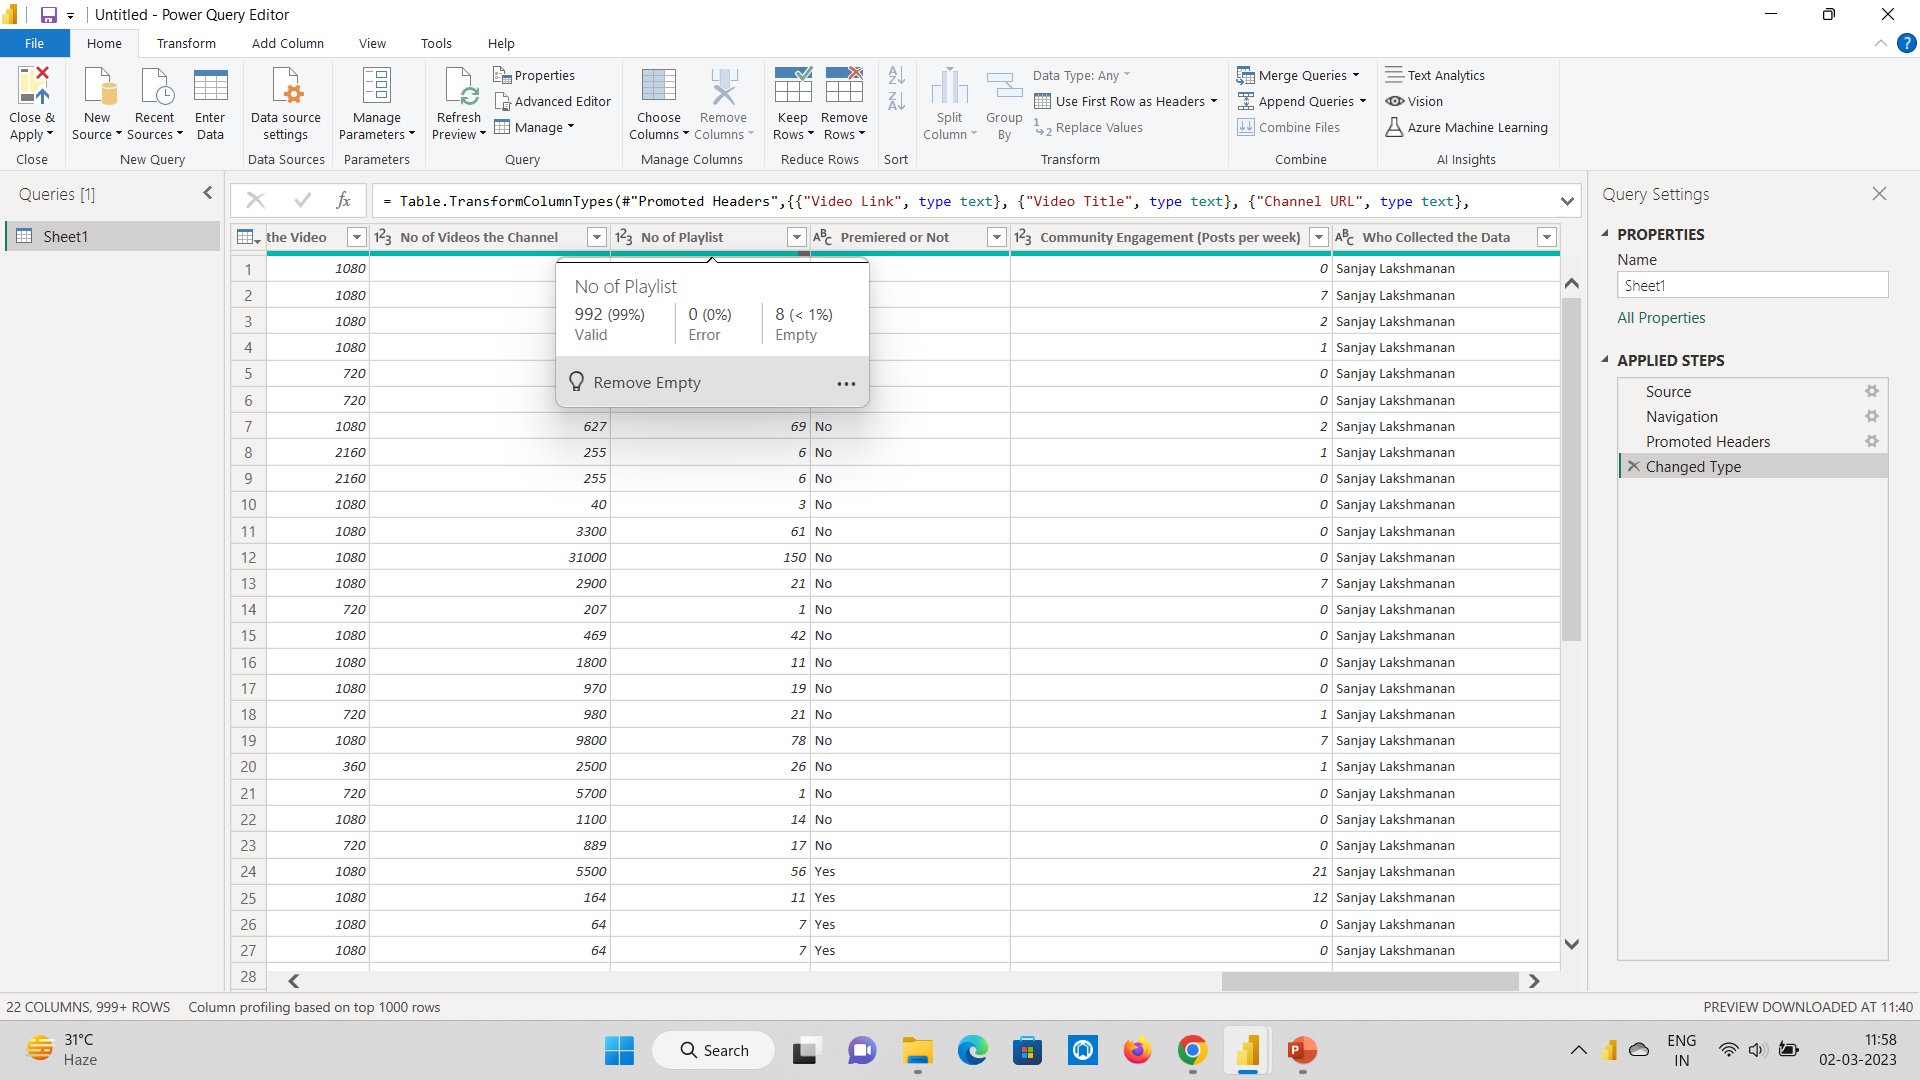 Untitled - Power Query Editor
File Home Transform Add Column View Tools Help
Close & Apply
Close
New Source
Recent Sources
Enter Data
New Query
Data source settings
Data Sources
Manage Parameters
Parameters
Refresh Preview
Properties
Advanced Editor
Manage
Query
Choose Columns
Remove Columns
Manage Columns
Keep Rows
Remove Rows
Reduce Rows
Sort
Split Column
Group By
Data Type: Any
Use First Row as Headers
Replace Values
Transform
Merge Queries
Append Queries
Combine Files
Combine
Text Analytics
Vision
Azure Machine Learning
AI Insights
Queries [1]
Sheet1
fx = Table.TransformColumnTypes(#"Promoted Headers",{{"Video Link", type text}, {"Video Title", type text}, {"Channel URL", type text},
the Video No of Videos the Channel No of Playlist Premiered or Not Community Engagement (Posts per week) Who Collected the Data
1 1080 0 Sanjay Lakshmanan
2 1080 7 Sanjay Lakshmanan
3 1080 2 Sanjay Lakshmanan
4 1080 1 Sanjay Lakshmanan
5 720 0 Sanjay Lakshmanan
6 720 0 Sanjay Lakshmanan
No of Playlist
992 (99%) 0 (0%) 8 (< 1%)
Valid Error Empty
Remove Empty
7 1080 627 69 No 2 Sanjay Lakshmanan
8 2160 255 6 No 1 Sanjay Lakshmanan
9 2160 255 6 No 0 Sanjay Lakshmanan
10 1080 40 3 No 0 Sanjay Lakshmanan
11 1080 3300 61 No 0 Sanjay Lakshmanan
12 1080 31000 150 No 0 Sanjay Lakshmanan
13 1080 2900 21 No 7 Sanjay Lakshmanan
14 720 207 1 No 0 Sanjay Lakshmanan
15 1080 469 42 No 0 Sanjay Lakshmanan
16 1080 1800 11 No 0 Sanjay Lakshmanan
17 1080 970 19 No 0 Sanjay Lakshmanan
18 720 980 21 No 1 Sanjay Lakshmanan
19 1080 9800 78 No 7 Sanjay Lakshmanan
20 360 2500 26 No 1 Sanjay Lakshmanan
21 720 5700 1 No 0 Sanjay Lakshmanan
22 1080 1100 14 No 0 Sanjay Lakshmanan
23 720 889 17 No 0 Sanjay Lakshmanan
24 1080 5500 56 Yes 21 Sanjay Lakshmanan
25 1080 164 11 Yes 12 Sanjay Lakshmanan
26 1080 64 7 Yes 0 Sanjay Lakshmanan
27 1080 64 7 Yes 0 Sanjay Lakshmanan
28
Query Settings
PROPERTIES
Name
Sheet1
All Properties
APPLIED STEPS
Source
Navigation
Promoted Headers
Changed Type
22 COLUMNS, 999+ ROWS Column profiling based on top 1000 rows PREVIEW DOWNLOADED AT 11:40
31°C
Haze
Search
ENG
IN
11:58
02-03-2023